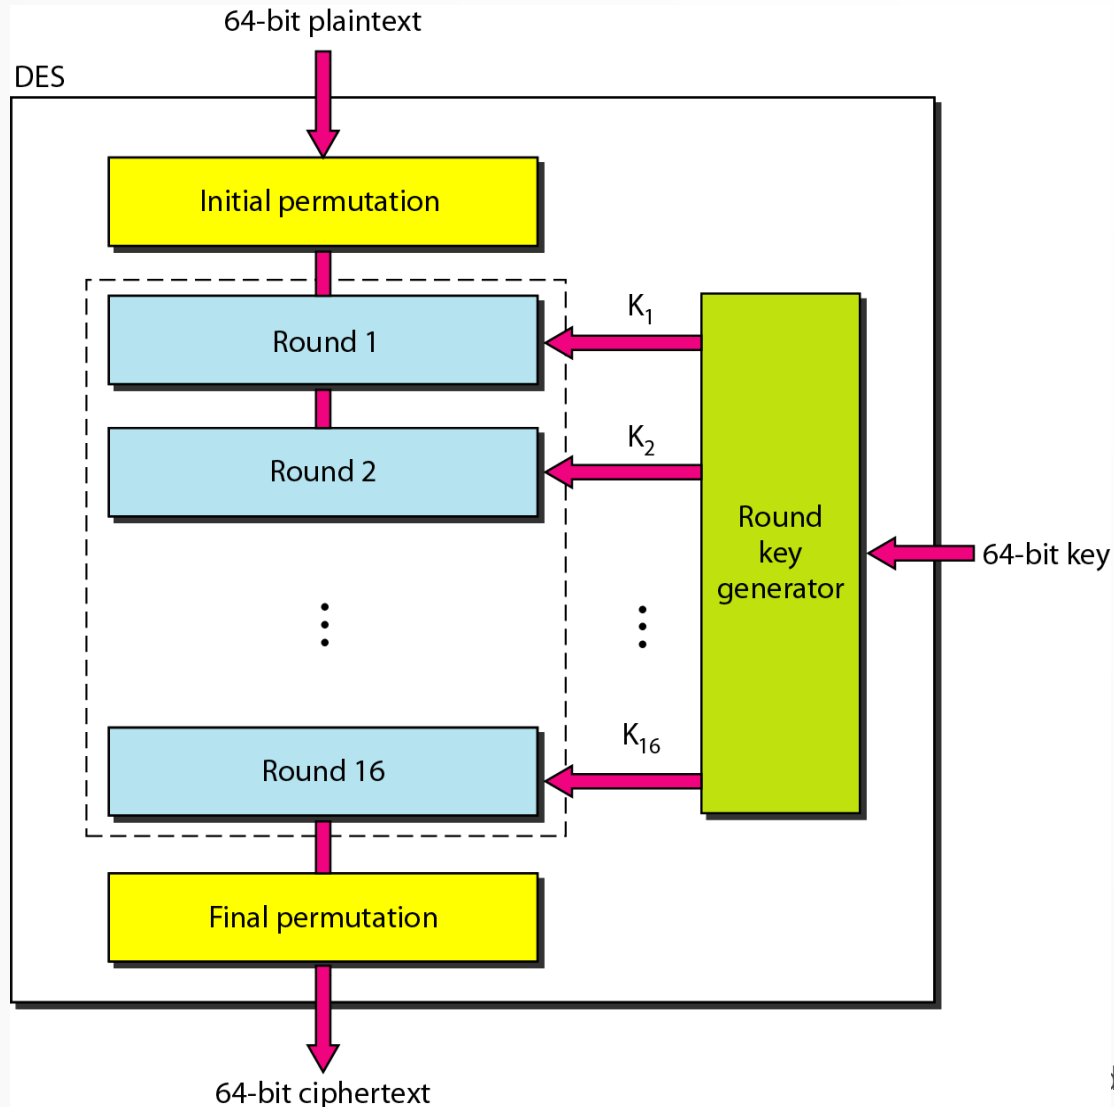 64-bit plaintext
DES
Initial permutation
Round 1
K₁
Round 2
K₂
Round
key
generator
64-bit key
Round 16
K₁₆
Final permutation
64-bit ciphertext